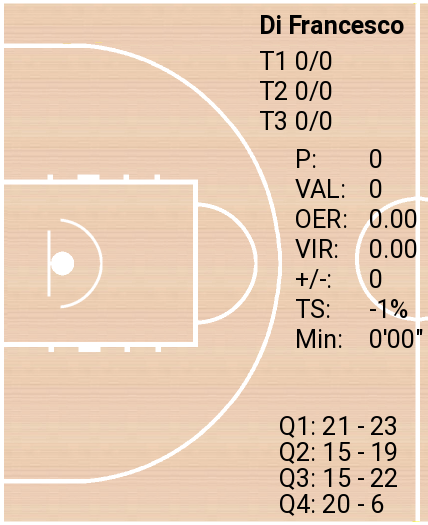 Di Francesco
T1 0/0
T2 0/0
T3 0/0
P: 0
VAL: 0
OER: 0.00
VIR: 0.00
+/-: 0
TS: -1%
Min: 0'00"
Q1: 21 - 23
Q2: 15 - 19
Q3: 15 - 22
Q4: 20 - 6